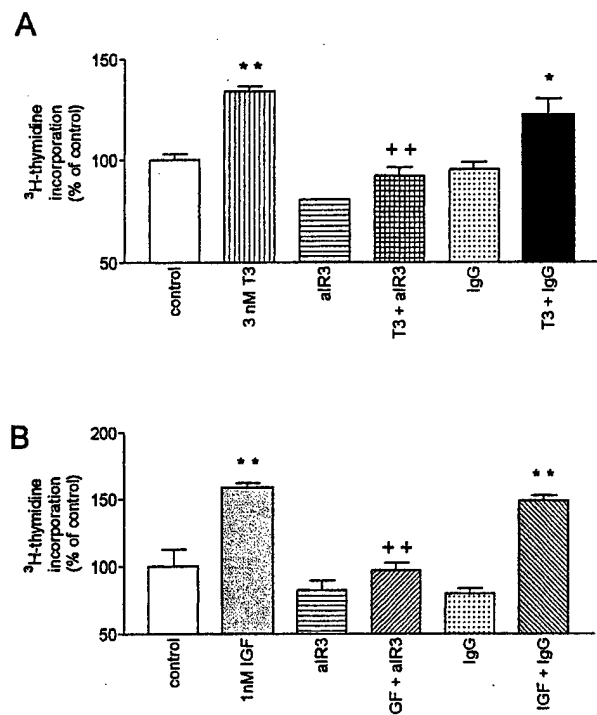 A
³H-thymidine
incorporation
(% of control)
150
100
50
**
++
*
control
3 nM T3
aIR3
T3 + aIR3
IgG
T3 + IgG
B
³H-thymidine
incorporation
(% of control)
200
150
100
50
**
++
**
control
1nM IGF
aIR3
GF + aIR3
IgG
IGF + IgG